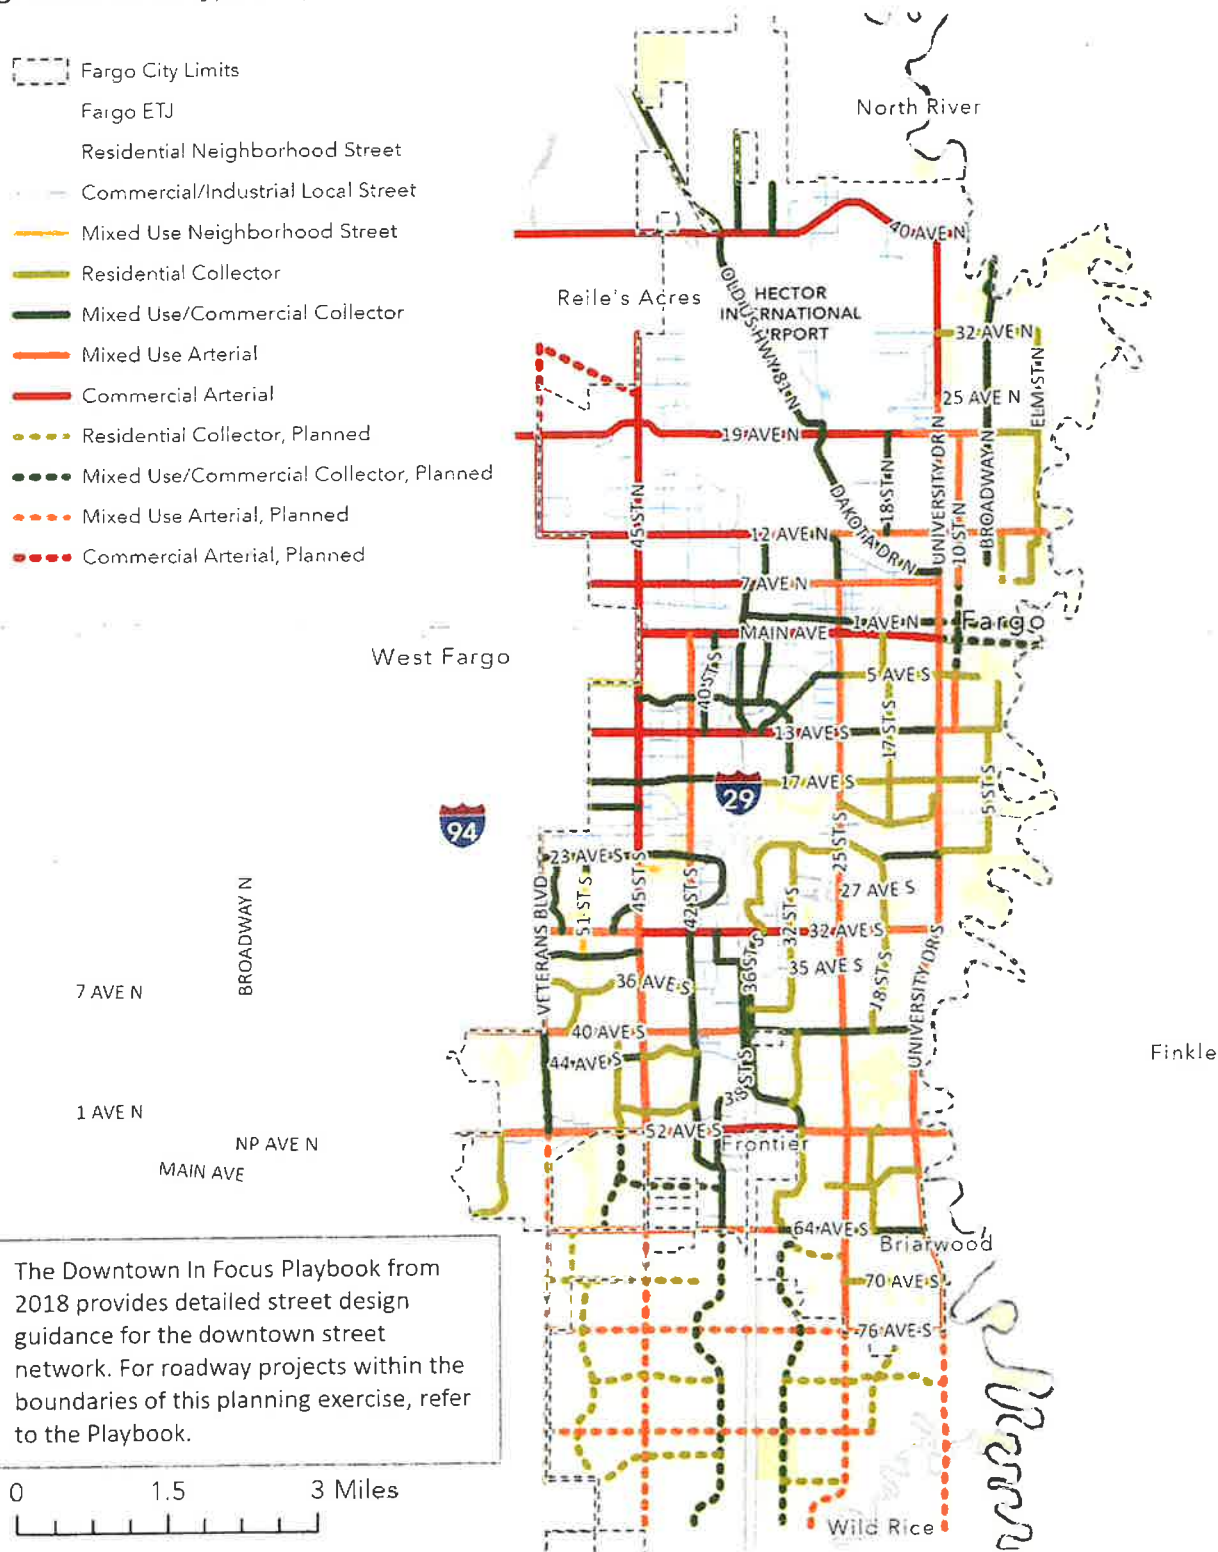 Fargo City Limits
Fargo ETJ
Residential Neighborhood Street
Commercial/Industrial Local Street
Mixed Use Neighborhood Street
Residential Collector
Mixed Use/Commercial Collector
Mixed Use Arterial
Commercial Arterial
Residential Collector, Planned
Mixed Use/Commercial Collector, Planned
Mixed Use Arterial, Planned
Commercial Arterial, Planned
North River
40 AVE N
Reile's Acres
HECTOR
INTERNATIONAL
OLD US HWY 81 N
32 AVE N
25 AVE N
ELM ST N
19 AVE N
UNIVERSITY DR N
BROADWAY N
45 ST N
18 ST N
DAKOTA DR N
10 ST N
12 AVE N
7 AVE N
1 AVE N
Fargo
MAIN AVE
West Fargo
40 ST S
5 AVE S
17 ST S
13 AVE S
29
17 AVE S
5 ST S
94
25 ST S
23 AVE S
45 ST S
42 ST S
51 ST S
27 AVE S
VETERANS BLVD
32 ST S
32 AVE S
36 ST S
35 AVE S
18 ST S
UNIVERSITY DR S
36 AVE S
BROADWAY N
7 AVE N
40 AVE S
44 AVE S
38 ST S
Finkle
1 AVE N
NP AVE N
MAIN AVE
52 AVE S
Frontier
64 AVE S
Briarwood
70 AVE S
76 AVE S
The Downtown In Focus Playbook from
2018 provides detailed street design
guidance for the downtown street
network. For roadway projects within the
boundaries of this planning exercise, refer
to the Playbook.
0 1.5 3 Miles
Wild Rice